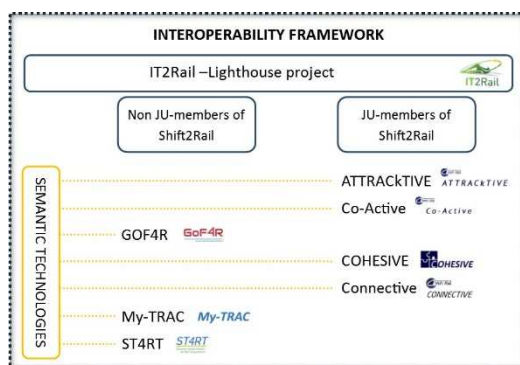 INTEROPERABILITY FRAMEWORK
IT2Rail –Lighthouse project
IT2Rail
Non JU-members of
Shift2Rail
JU-members of
Shift2Rail
SEMANTIC TECHNOLOGIES
ATTRACkTIVE ATTRACKTIVE
Co-Active Co-Active
GOF4R GOF4R
COHESIVE COHESIVE
Connective CONNECTIVE
My-TRAC My-TRAC
ST4RT ST4RT